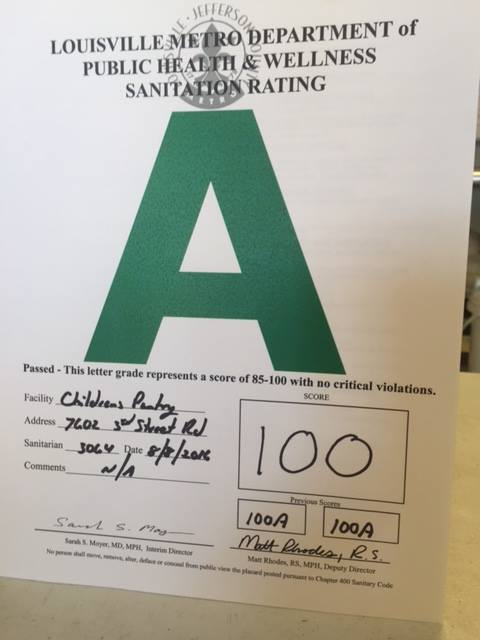 LOUISVILLE METRO DEPARTMENT of
PUBLIC HEALTH & WELLNESS
SANITATION RATING
A
Passed - This letter grade represents a score of 85-100 with no critical violations.
Facility Childrens Pantry
Address 7602 3rd Street Rd
Sanitarian 3064 Date 8/8/2016
Comments N/A
SCORE
100
Previous Scores
100A 100A
Sarah S. Moyer, MD, MPH, Interim Director
Matt Rhodes, R.S.
Matt Rhodes, RS, MPH, Deputy Director
No person shall move, remove, alter, deface or conceal from public view the placard posted pursuant to Chapter 400 Sanitary Code